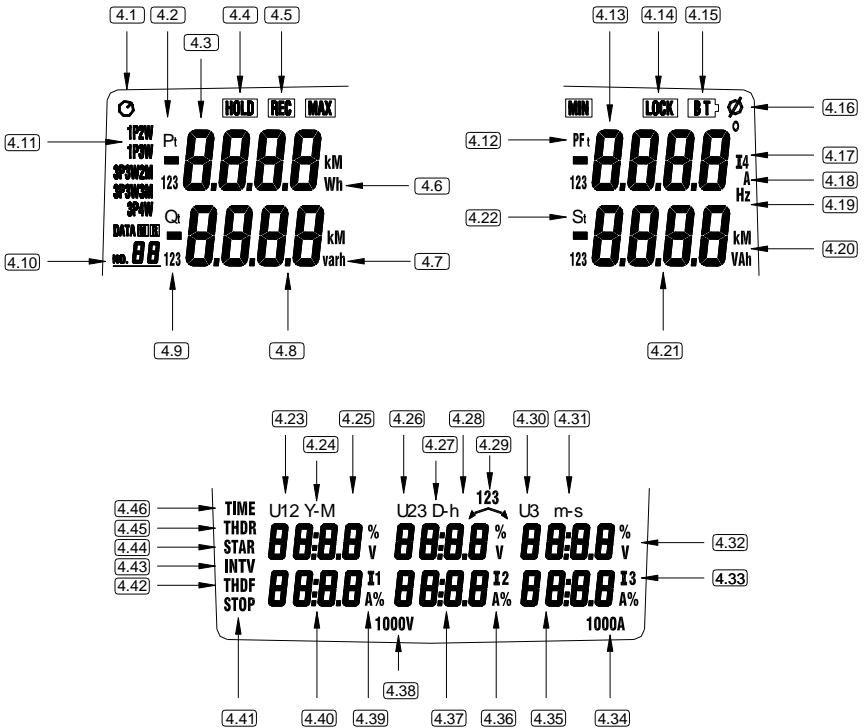 4.1 4.2 4.3 4.4 4.5
HOLD REC MAX
4.11
1P2W
1P3W
3P3W2M
3P3W3M
3P4W
Pt
8.8.8.8
123
kM
Wh
4.6
Qt
8.8.8.8
123
kM
varh
4.7
DATA M R
NO. 88
4.10
4.9 4.8
4.13 4.14 4.15
MIN LOCK BT
4.16
4.12
PFt
8.8.8.8
123
I4
A
Hz
4.17
4.18
4.19
4.22
St
8.8.8.8
123
kM
VAh
4.20
4.21
4.23 4.24 4.25 4.26 4.27 4.28 4.29 4.30 4.31
123
U12 Y-M U23 D-h U3 m-s
4.46 TIME
4.45 THDR
4.44 STAR
4.43 INTV
4.42 THDF
STOP
88:8.8 % V 88:8.8 % V 88:8.8 % V
4.32
88:8.8 I1 A% 88:8.8 I2 A% 88:8.8 I3 A%
4.33
1000V 1000A
4.41 4.40 4.39 4.38 4.37 4.36 4.35 4.34